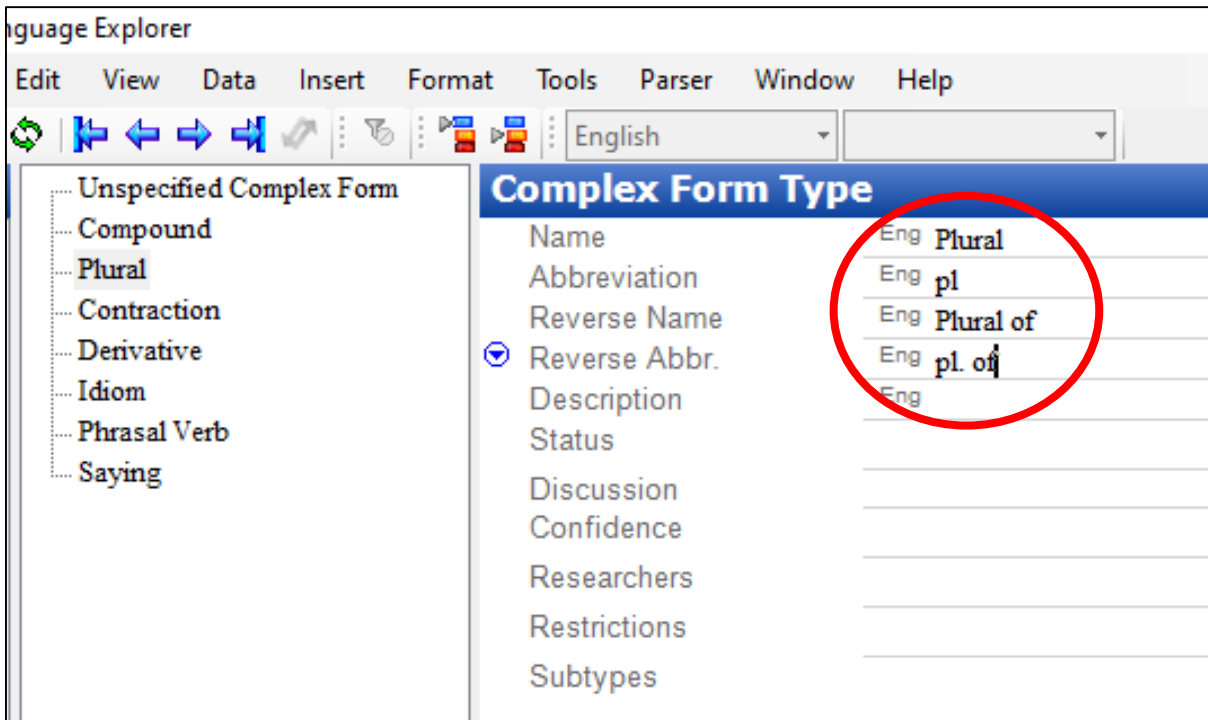 nguage Explorer
Edit View Data Insert Format Tools Parser Window Help
English
Unspecified Complex Form
Compound
Plural
Contraction
Derivative
Idiom
Phrasal Verb
Saying
Complex Form Type
Name Eng Plural
Abbreviation Eng pl
Reverse Name Eng Plural of
Reverse Abbr. Eng pl. of
Description Eng
Status
Discussion
Confidence
Researchers
Restrictions
Subtypes